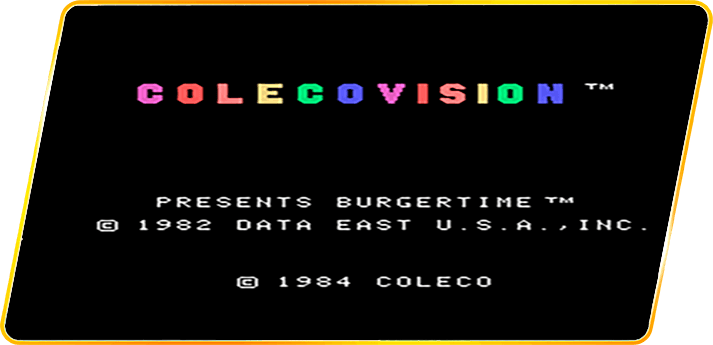 COLECOVISION™
PRESENTS BURGERTIME™
© 1982 DATA EAST U.S.A.,INC.
© 1984 COLECO